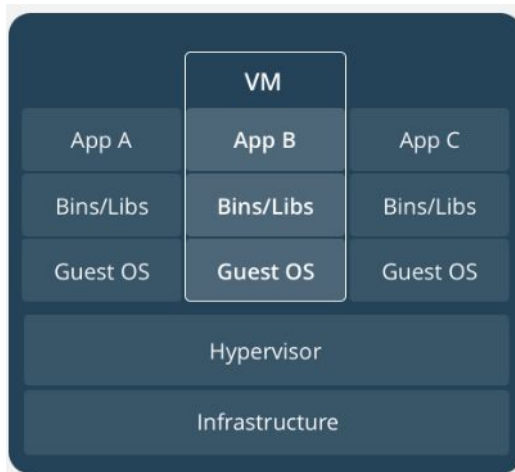 VM
App A App B App C
Bins/Libs Bins/Libs Bins/Libs
Guest OS Guest OS Guest OS
Hypervisor
Infrastructure